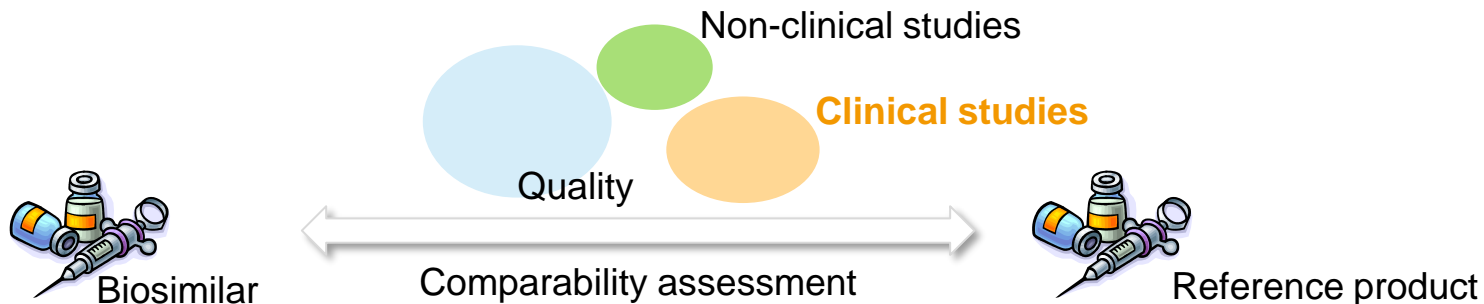 Non-clinical studies
Clinical studies
Quality
Comparability assessment
Biosimilar
Reference product